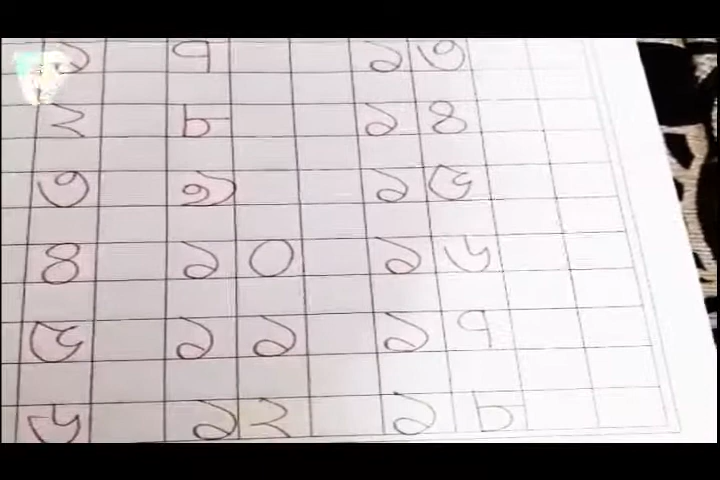 ১ ৭ ১৩
২ ৮ ১৪
৩ ৯ ১৫
৪ ১০ ১৬
৫ ১১ ১৭
৬ ১২ ১৮